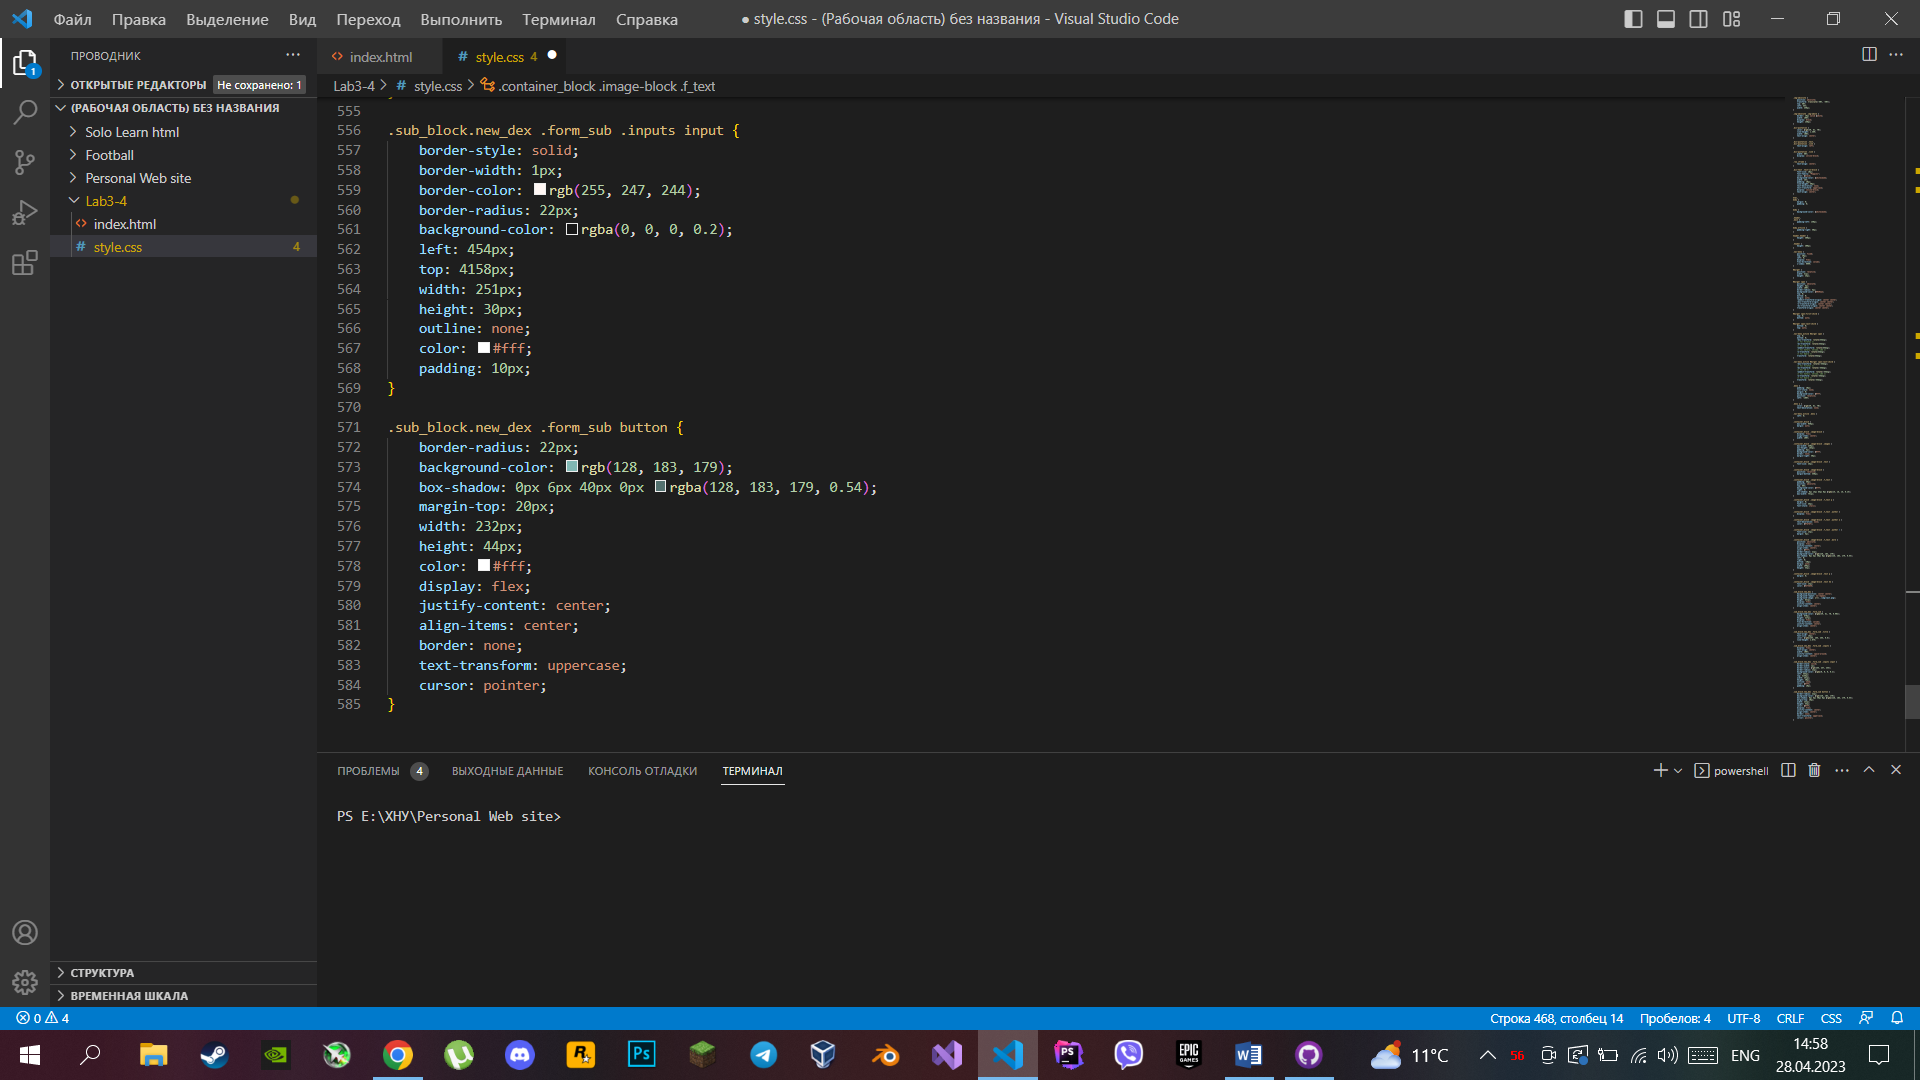 Файл Правка Выделение Вид Переход Выполнить Терминал Справка
● style.css - (Рабочая область) без названия - Visual Studio Code
ПРОВОДНИК
ОТКРЫТЫЕ РЕДАКТОРЫ Не сохранено: 1
(РАБОЧАЯ ОБЛАСТЬ) БЕЗ НАЗВАНИЯ
Solo Learn html
Football
Personal Web site
Lab3-4
index.html
style.css 4
СТРУКТУРА
ВРЕМЕННАЯ ШКАЛА
1
index.html
# style.css 4
Lab3-4 > # style.css > .container_block .image-block .f_text
555
556 .sub_block.new_dex .form_sub .inputs input {
557 border-style: solid;
558 border-width: 1px;
559 border-color: rgb(255, 247, 244);
560 border-radius: 22px;
561 background-color: rgba(0, 0, 0, 0.2);
562 left: 454px;
563 top: 4158px;
564 width: 251px;
565 height: 30px;
566 outline: none;
567 color: #fff;
568 padding: 10px;
569 }
570
571 .sub_block.new_dex .form_sub button {
572 border-radius: 22px;
573 background-color: rgb(128, 183, 179);
574 box-shadow: 0px 6px 40px 0px rgba(128, 183, 179, 0.54);
575 margin-top: 20px;
576 width: 232px;
577 height: 44px;
578 color: #fff;
579 display: flex;
580 justify-content: center;
581 align-items: center;
582 border: none;
583 text-transform: uppercase;
584 cursor: pointer;
585 }
ПРОБЛЕМЫ 4 ВЫХОДНЫЕ ДАННЫЕ КОНСОЛЬ ОТЛАДКИ ТЕРМИНАЛ
powershell
PS E:\ХНУ\Personal Web site>
0 4
Строка 468, столбец 14 Пробелов: 4 UTF-8 CRLF CSS
11°C
56
ENG
14:58
28.04.2023